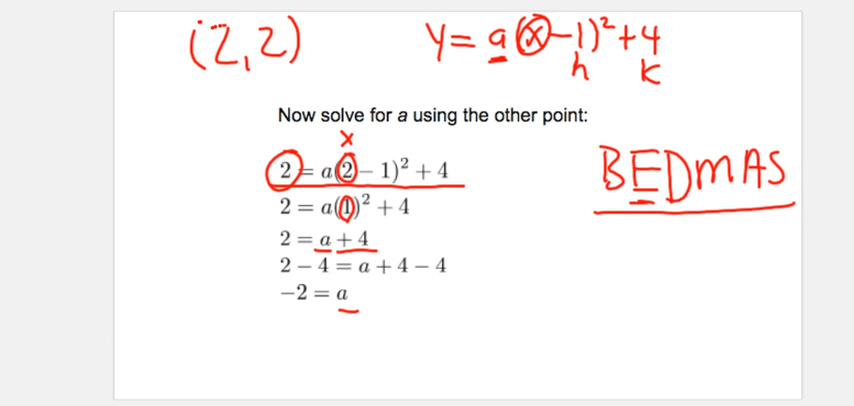 (2,2) y = a(x-1)² + 4
h k
Now solve for a using the other point:
x
2 = a(2 – 1)² + 4
BEDMAS
2 = a(1)² + 4
2 = a + 4
2 – 4 = a + 4 – 4
–2 = a